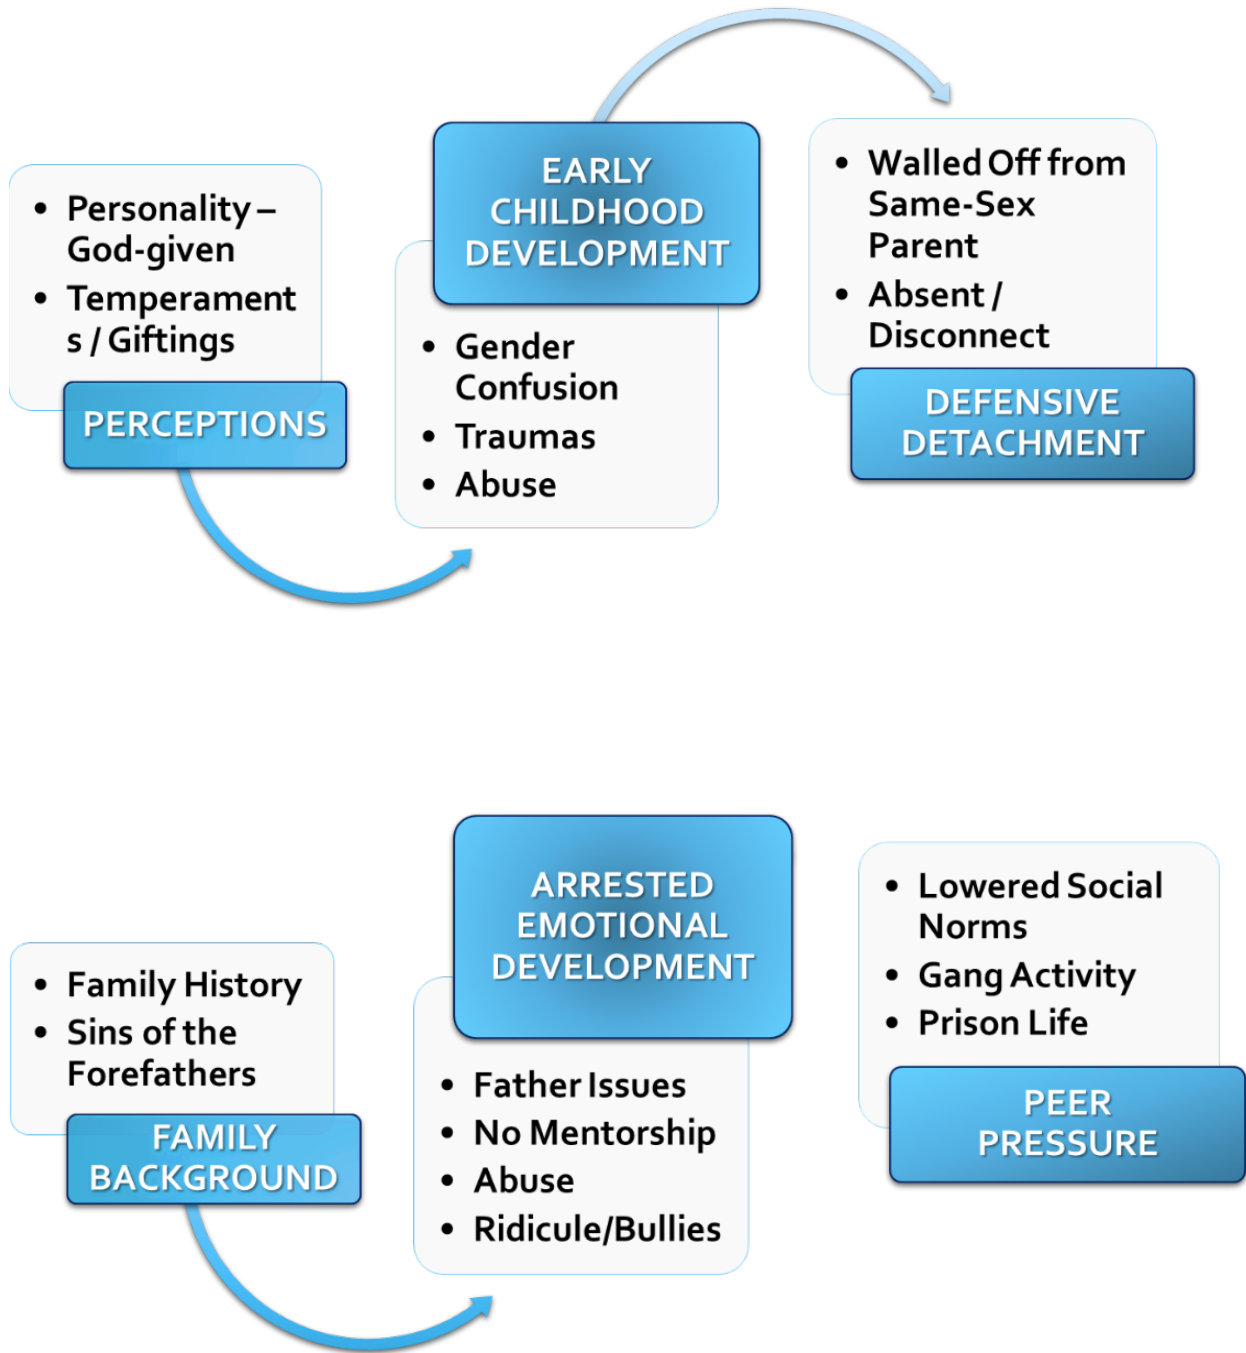 • Personality –
God-given
• Temperament
s / Giftings
PERCEPTIONS
EARLY
CHILDHOOD
DEVELOPMENT
• Gender
Confusion
• Traumas
• Abuse
• Walled Off from
Same-Sex
Parent
• Absent /
Disconnect
DEFENSIVE
DETACHMENT
• Family History
• Sins of the
Forefathers
FAMILY
BACKGROUND
ARRESTED
EMOTIONAL
DEVELOPMENT
• Father Issues
• No Mentorship
• Abuse
• Ridicule/Bullies
• Lowered Social
Norms
• Gang Activity
• Prison Life
PEER
PRESSURE